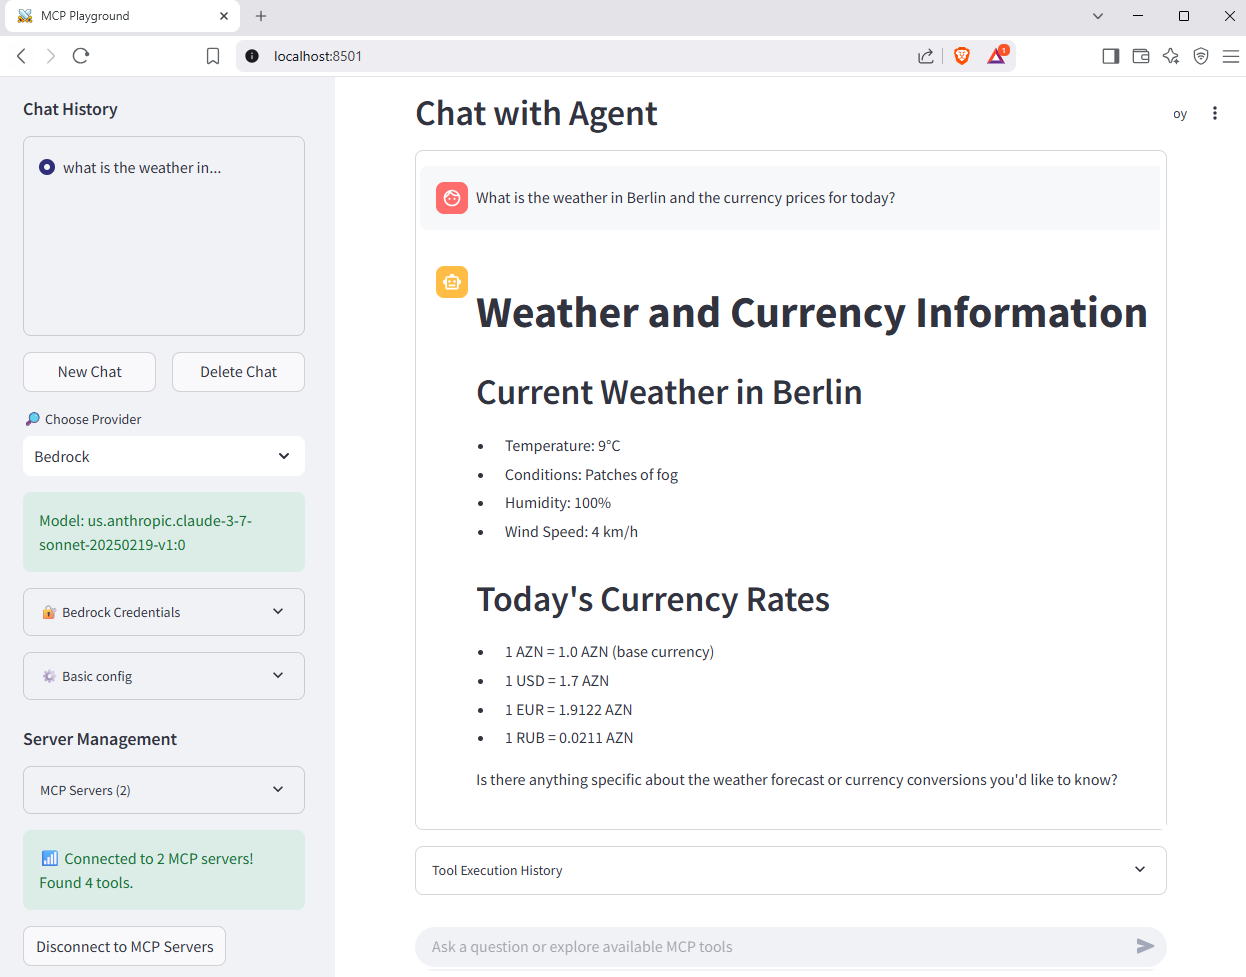 MCP Playground
localhost:8501
1
Chat History
what is the weather in...
New Chat
Delete Chat
Choose Provider
Bedrock
Model: us.anthropic.claude-3-7-
sonnet-20250219-v1:0
Bedrock Credentials
Basic config
Server Management
MCP Servers (2)
Connected to 2 MCP servers!
Found 4 tools.
Disconnect to MCP Servers
Chat with Agent
oy
What is the weather in Berlin and the currency prices for today?
Weather and Currency Information
Current Weather in Berlin
• Temperature: 9°C
• Conditions: Patches of fog
• Humidity: 100%
• Wind Speed: 4 km/h
Today's Currency Rates
• 1 AZN = 1.0 AZN (base currency)
• 1 USD = 1.7 AZN
• 1 EUR = 1.9122 AZN
• 1 RUB = 0.0211 AZN
Is there anything specific about the weather forecast or currency conversions you'd like to know?
Tool Execution History
Ask a question or explore available MCP tools